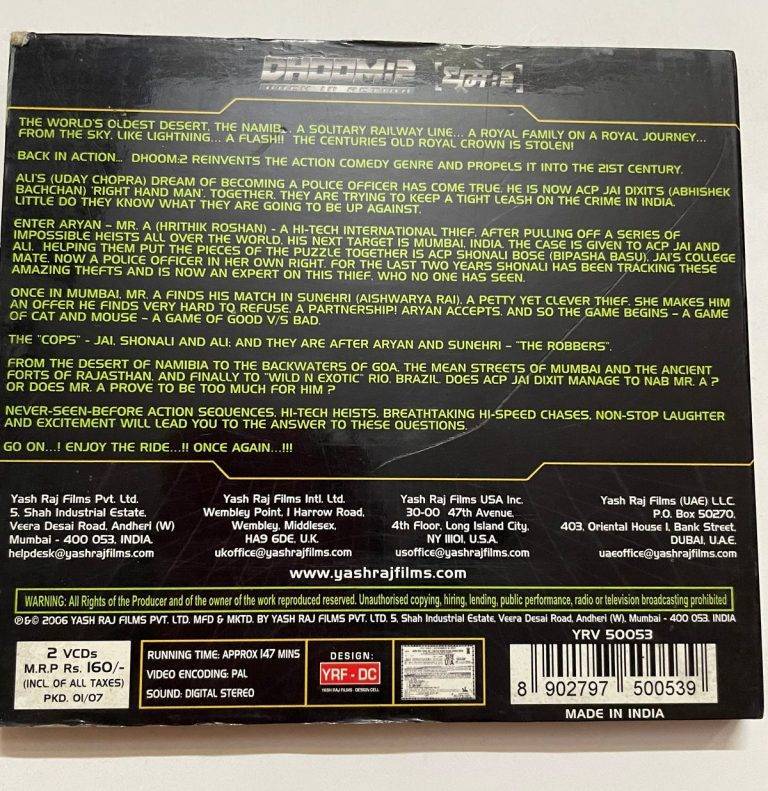 DHOOM:2 [धूम:2]
BACK IN ACTION
THE WORLD'S OLDEST DESERT, THE NAMIB... A SOLITARY RAILWAY LINE... A ROYAL FAMILY ON A ROYAL JOURNEY...
FROM THE SKY, LIKE LIGHTNING... A FLASH!! THE CENTURIES OLD ROYAL CROWN IS STOLEN!
BACK IN ACTION... DHOOM:2 REINVENTS THE ACTION COMEDY GENRE AND PROPELS IT INTO THE 21ST CENTURY.
ALI'S (UDAY CHOPRA) DREAM OF BECOMING A POLICE OFFICER HAS COME TRUE. HE IS NOW ACP JAI DIXIT'S (ABHISHEK
BACHCHAN) 'RIGHT HAND MAN'. TOGETHER, THEY ARE TRYING TO KEEP A TIGHT LEASH ON THE CRIME IN INDIA.
LITTLE DO THEY KNOW WHAT THEY ARE GOING TO BE UP AGAINST.
ENTER ARYAN - MR. A (HRITHIK ROSHAN) - A HI-TECH INTERNATIONAL THIEF. AFTER PULLING OFF A SERIES OF
IMPOSSIBLE HEISTS ALL OVER THE WORLD, HIS NEXT TARGET IS MUMBAI, INDIA. THE CASE IS GIVEN TO ACP JAI AND
ALI. HELPING THEM PUT THE PIECES OF THE PUZZLE TOGETHER IS ACP SHONALI BOSE (BIPASHA BASU), JAI'S COLLEGE
MATE, NOW A POLICE OFFICER IN HER OWN RIGHT. FOR THE LAST TWO YEARS SHONALI HAS BEEN TRACKING THESE
AMAZING THEFTS AND IS NOW AN EXPERT ON THIS THIEF, WHO NO ONE HAS SEEN.
ONCE IN MUMBAI, MR. A FINDS HIS MATCH IN SUNEHRI (AISHWARYA RAI), A PETTY YET CLEVER THIEF. SHE MAKES HIM
AN OFFER HE FINDS VERY HARD TO REFUSE. A PARTNERSHIP! ARYAN ACCEPTS. AND SO THE GAME BEGINS - A GAME
OF CAT AND MOUSE - A GAME OF GOOD V/S BAD.
THE "COPS" - JAI, SHONALI AND ALI; AND THEY ARE AFTER ARYAN AND SUNEHRI - "THE ROBBERS".
FROM THE DESERT OF NAMIBIA TO THE BACKWATERS OF GOA, THE MEAN STREETS OF MUMBAI AND THE ANCIENT
FORTS OF RAJASTHAN, AND FINALLY TO "WILD N EXOTIC" RIO, BRAZIL. DOES ACP JAI DIXIT MANAGE TO NAB MR. A ?
OR DOES MR. A PROVE TO BE TOO MUCH FOR HIM ?
NEVER-SEEN-BEFORE ACTION SEQUENCES, HI-TECH HEISTS, BREATHTAKING HI-SPEED CHASES, NON-STOP LAUGHTER
AND EXCITEMENT WILL LEAD YOU TO THE ANSWER TO THESE QUESTIONS.
GO ON...! ENJOY THE RIDE...!! ONCE AGAIN...!!!
Yash Raj Films Pvt. Ltd.
5, Shah Industrial Estate,
Veera Desai Road, Andheri (W)
Mumbai - 400 053. INDIA.
helpdesk@yashrajfilms.com
Yash Raj Films Intl. Ltd.
Wembley Point, 1 Harrow Road,
Wembley, Middlesex,
HA9 6DE, U.K.
ukoffice@yashrajfilms.com
Yash Raj Films USA Inc.
30-00 47th Avenue,
4th Floor, Long Island City,
NY 11101, U.S.A.
usoffice@yashrajfilms.com
Yash Raj Films (UAE) LLC.
P.O. Box 50270,
403, Oriental House 1, Bank Street,
DUBAI, U.A.E.
uaeoffice@yashrajfilms.com
www.yashrajfilms.com
WARNING: All Rights of the Producer and of the owner of the work reproduced reserved. Unauthorised copying, hiring, lending, public performance, radio or television broadcasting prohibited
℗&© 2006 YASH RAJ FILMS PVT. LTD. MFD & MKTD. BY YASH RAJ FILMS PVT. LTD. 5, Shah Industrial Estate, Veera Desai Road, Andheri (W), Mumbai - 400 053. INDIA
2 VCDs
M.R.P Rs. 160/-
(INCL. OF ALL TAXES)
PKD. 01/07
RUNNING TIME: APPROX 147 MINS
VIDEO ENCODING: PAL
SOUND: DIGITAL STEREO
DESIGN:
YRF - DC
YASH RAJ FILMS - DESIGN CELL
YRV 50053
8 902797 500539
MADE IN INDIA